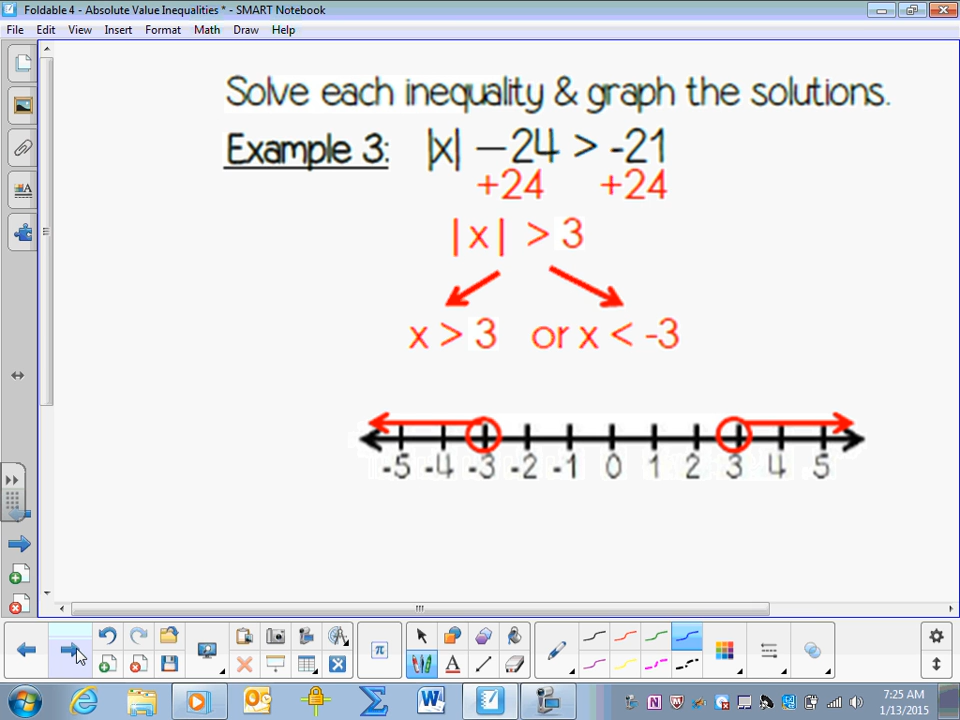 Foldable 4 - Absolute Value Inequalities * - SMART Notebook
File Edit View Insert Format Math Draw Help
Solve each inequality & graph the solutions.
Example 3: |x| −24 > -21
+24 +24
|x| > 3
x > 3 or x < -3
-5 -4 -3 -2 -1 0 1 2 3 4 5
7:25 AM
1/13/2015